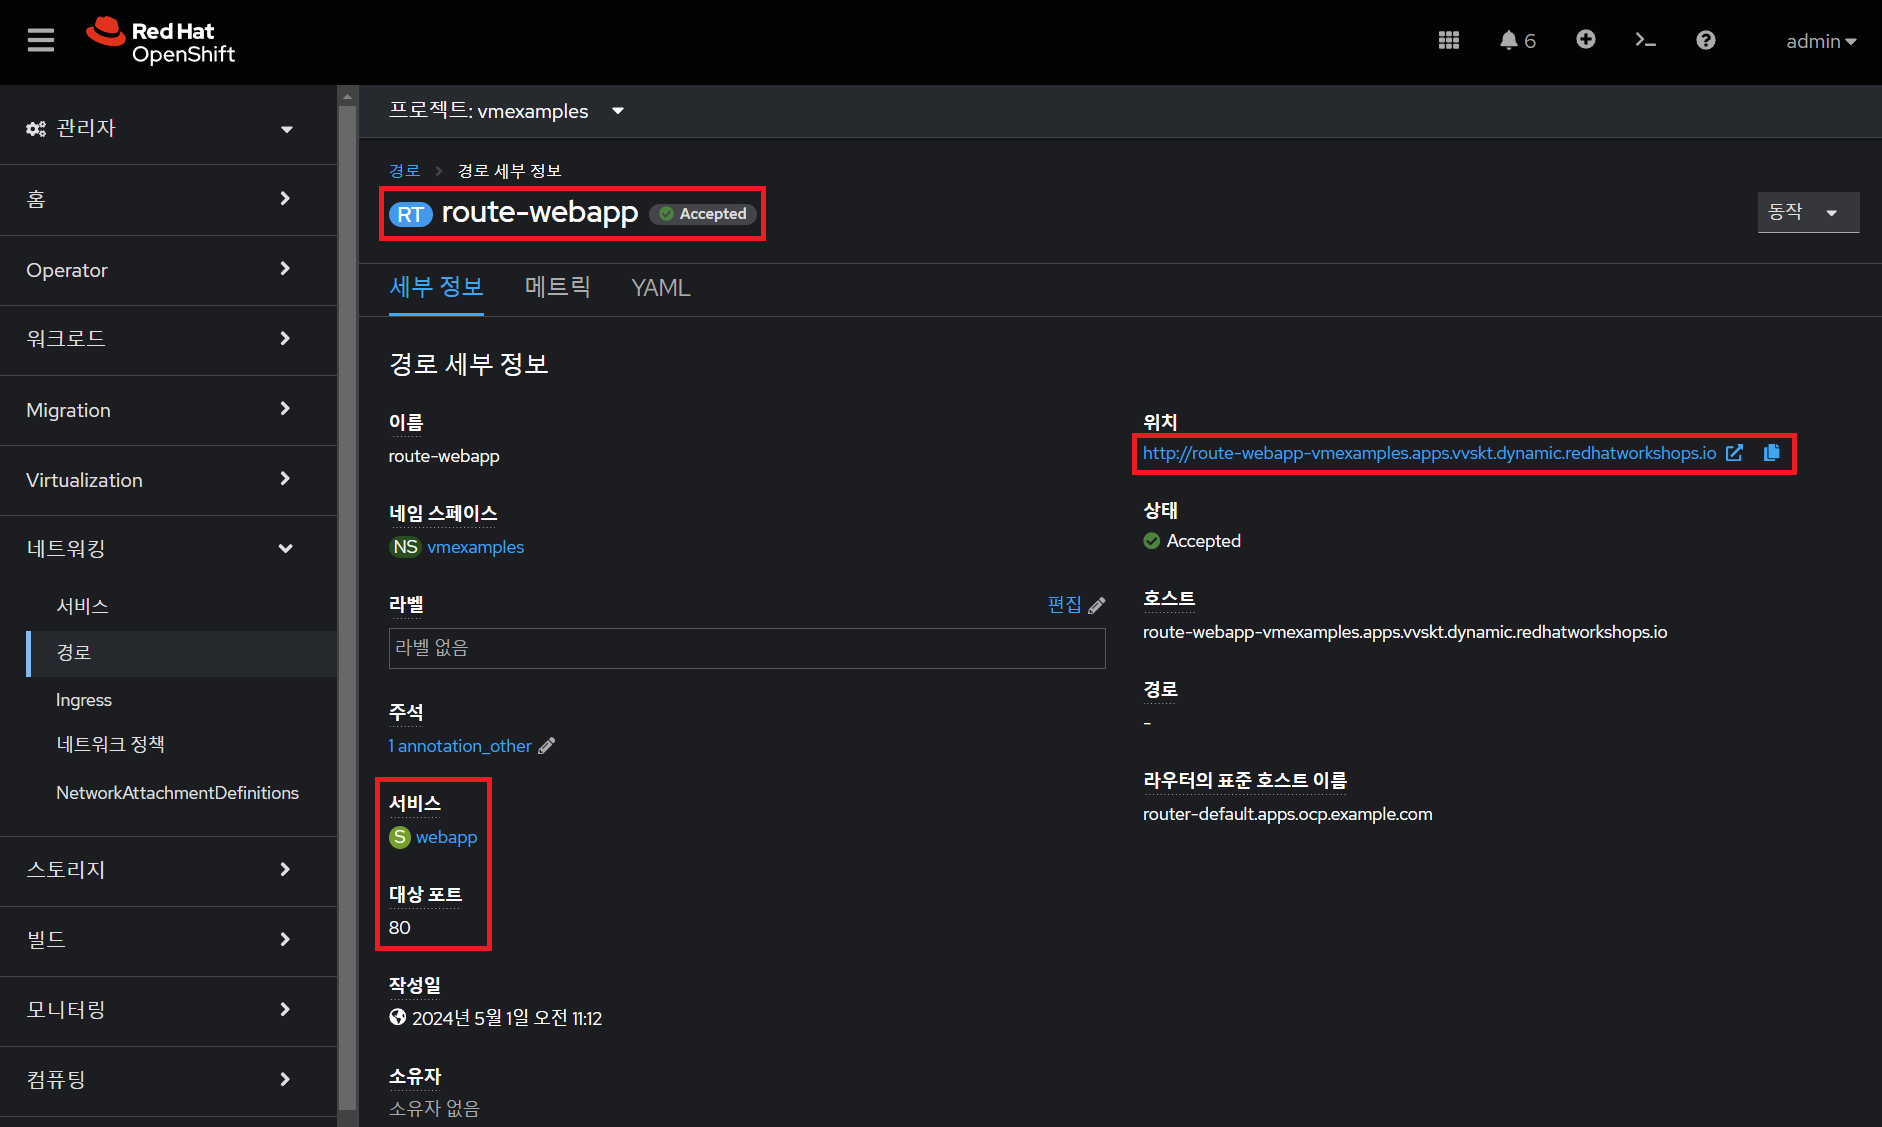 Red Hat
OpenShift
6
admin
관리자
홈
Operator
워크로드
Migration
Virtualization
네트워킹
서비스
경로
Ingress
네트워크 정책
NetworkAttachmentDefinitions
스토리지
빌드
모니터링
컴퓨팅
프로젝트: vmexamples
경로 > 경로 세부 정보
RT route-webapp Accepted
동작
세부 정보 메트릭 YAML
경로 세부 정보
이름
route-webapp
네임 스페이스
NS vmexamples
라벨 편집
라벨 없음
주석
1 annotation_other
서비스
S webapp
대상 포트
80
작성일
2024년 5월 1일 오전 11:12
소유자
소유자 없음
위치
http://route-webapp-vmexamples.apps.vvskt.dynamic.redhatworkshops.io
상태
Accepted
호스트
route-webapp-vmexamples.apps.vvskt.dynamic.redhatworkshops.io
경로
-
라우터의 표준 호스트 이름
router-default.apps.ocp.example.com